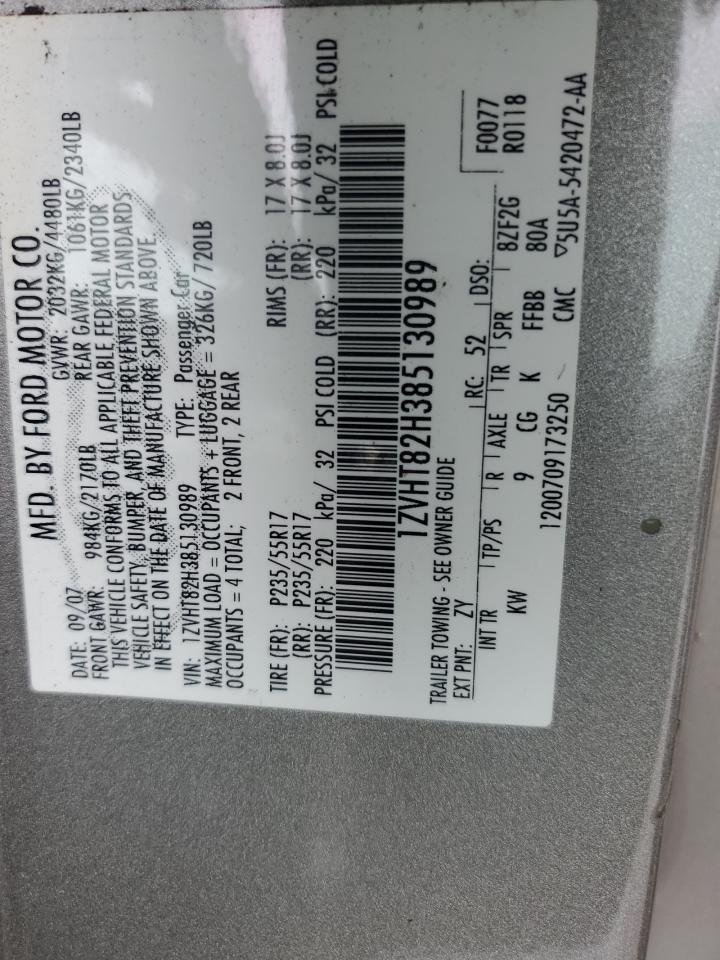 MFD. BY FORD MOTOR CO.
DATE: 09/07 GVWR: 2032KG/4480LB
FRONT GAWR: 984KG/2170LB REAR GAWR: 1061KG/2340LB
THIS VEHICLE CONFORMS TO ALL APPLICABLE FEDERAL MOTOR
VEHICLE SAFETY, BUMPER, AND THEFT PREVENTION STANDARDS
IN EFFECT ON THE DATE OF MANUFACTURE SHOWN ABOVE.
VIN: 1ZVHT82H385130989 TYPE: Passenger Car
MAXIMUM LOAD = OCCUPANTS + LUGGAGE = 326KG/720LB
OCCUPANTS = 4 TOTAL; 2 FRONT, 2 REAR
TIRE (FR): P235/55R17 RIMS (FR): 17 X 8.0J
(RR): P235/55R17 (RR): 17 X 8.0J
PRESSURE (FR): 220 kPa/ 32 PSI COLD (RR): 220 kPa/ 32 PSI COLD
1ZVHT82H385130989
TRAILER TOWING - SEE OWNER GUIDE F0077
EXT PNT: ZY RC: 52 DSO: R0118
INT TR TP/PS R AXLE TR SPR 8ZF2G
KW 9 CG K FFBB 80A
1200709173250 CMC ▽5U5A-5420472-AA